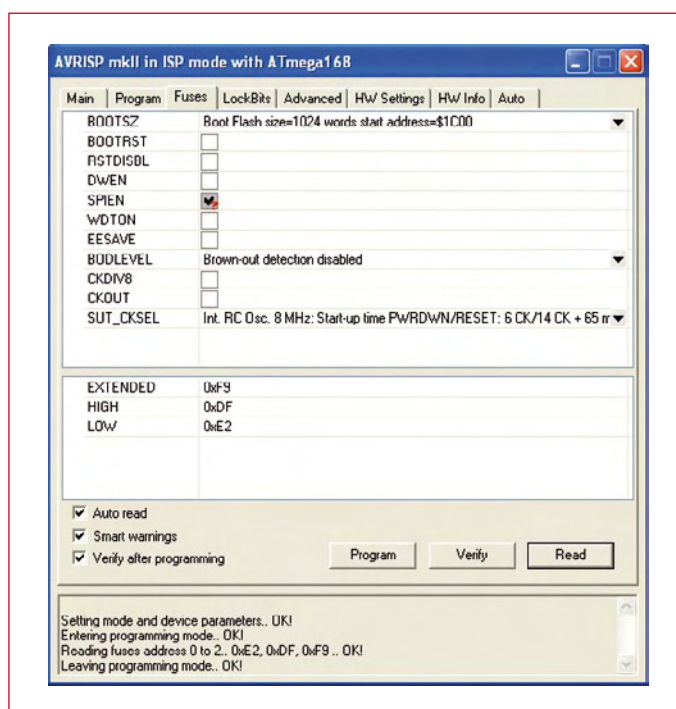 AVRISP mkII in ISP mode with ATmega168
Main Program Fuses LockBits Advanced HW Settings HW Info Auto
BOOTSZ Boot Flash size=1024 words start address=$1C00
BOOTRST
RSTDISBL
DWEN
SPIEN
WDTON
EESAVE
BODLEVEL Brown-out detection disabled
CKDIV8
CKOUT
SUT_CKSEL Int. RC Osc. 8 MHz; Start-up time PWRDWN/RESET: 6 CK/14 CK + 65 m
EXTENDED 0xF9
HIGH 0xDF
LOW 0xE2
Auto read
Smart warnings
Verify after programming
Program Verify Read
Setting mode and device parameters.. OK!
Entering programming mode.. OK!
Reading fuses address 0 to 2.. 0xE2, 0xDF, 0xF9 .. OK!
Leaving programming mode.. OK!